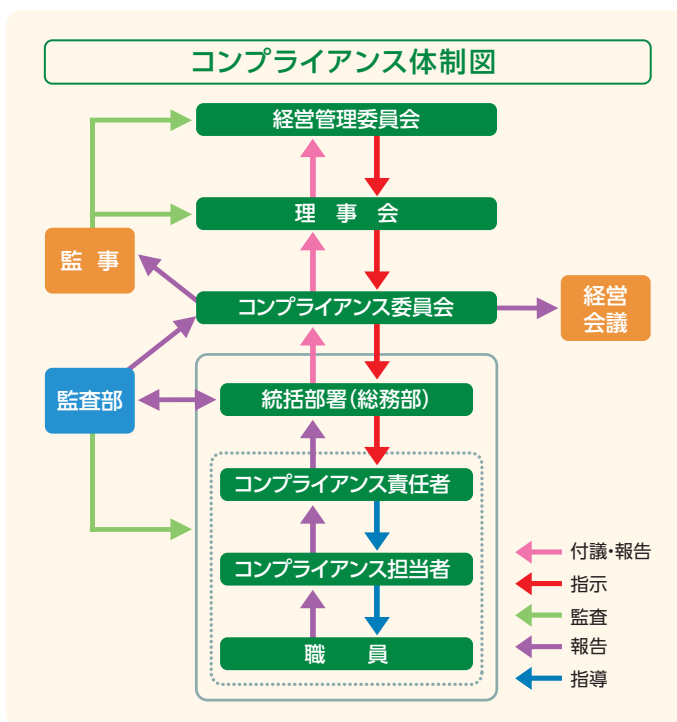 コンプライアンス体制図
経営管理委員会
理　事　会
監　事
コンプライアンス委員会
経営
会議
監査部
統括部署(総務部)
コンプライアンス責任者
コンプライアンス担当者
職　　員
付議・報告
指示
監査
報告
指導